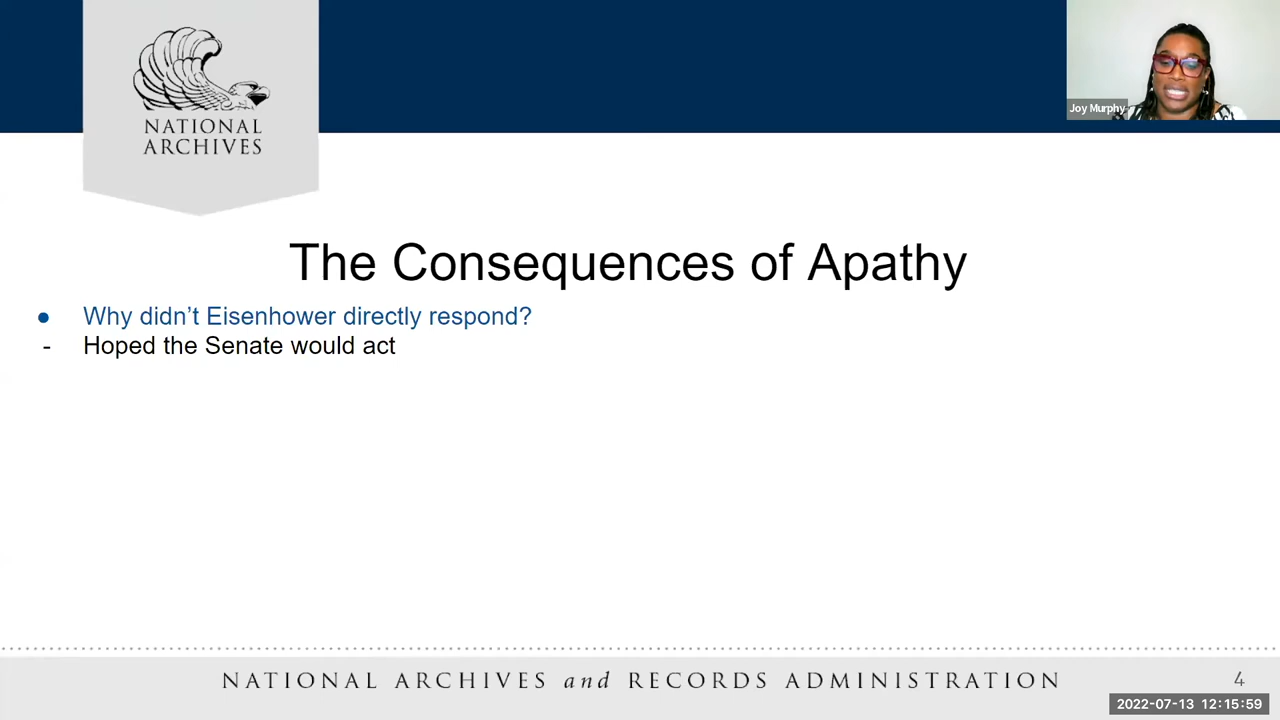 NATIONAL
ARCHIVES
Joy Murphy
The Consequences of Apathy
● Why didn’t Eisenhower directly respond?
- Hoped the Senate would act
NATIONAL ARCHIVES and RECORDS ADMINISTRATION
4
2022-07-13 12:15:59